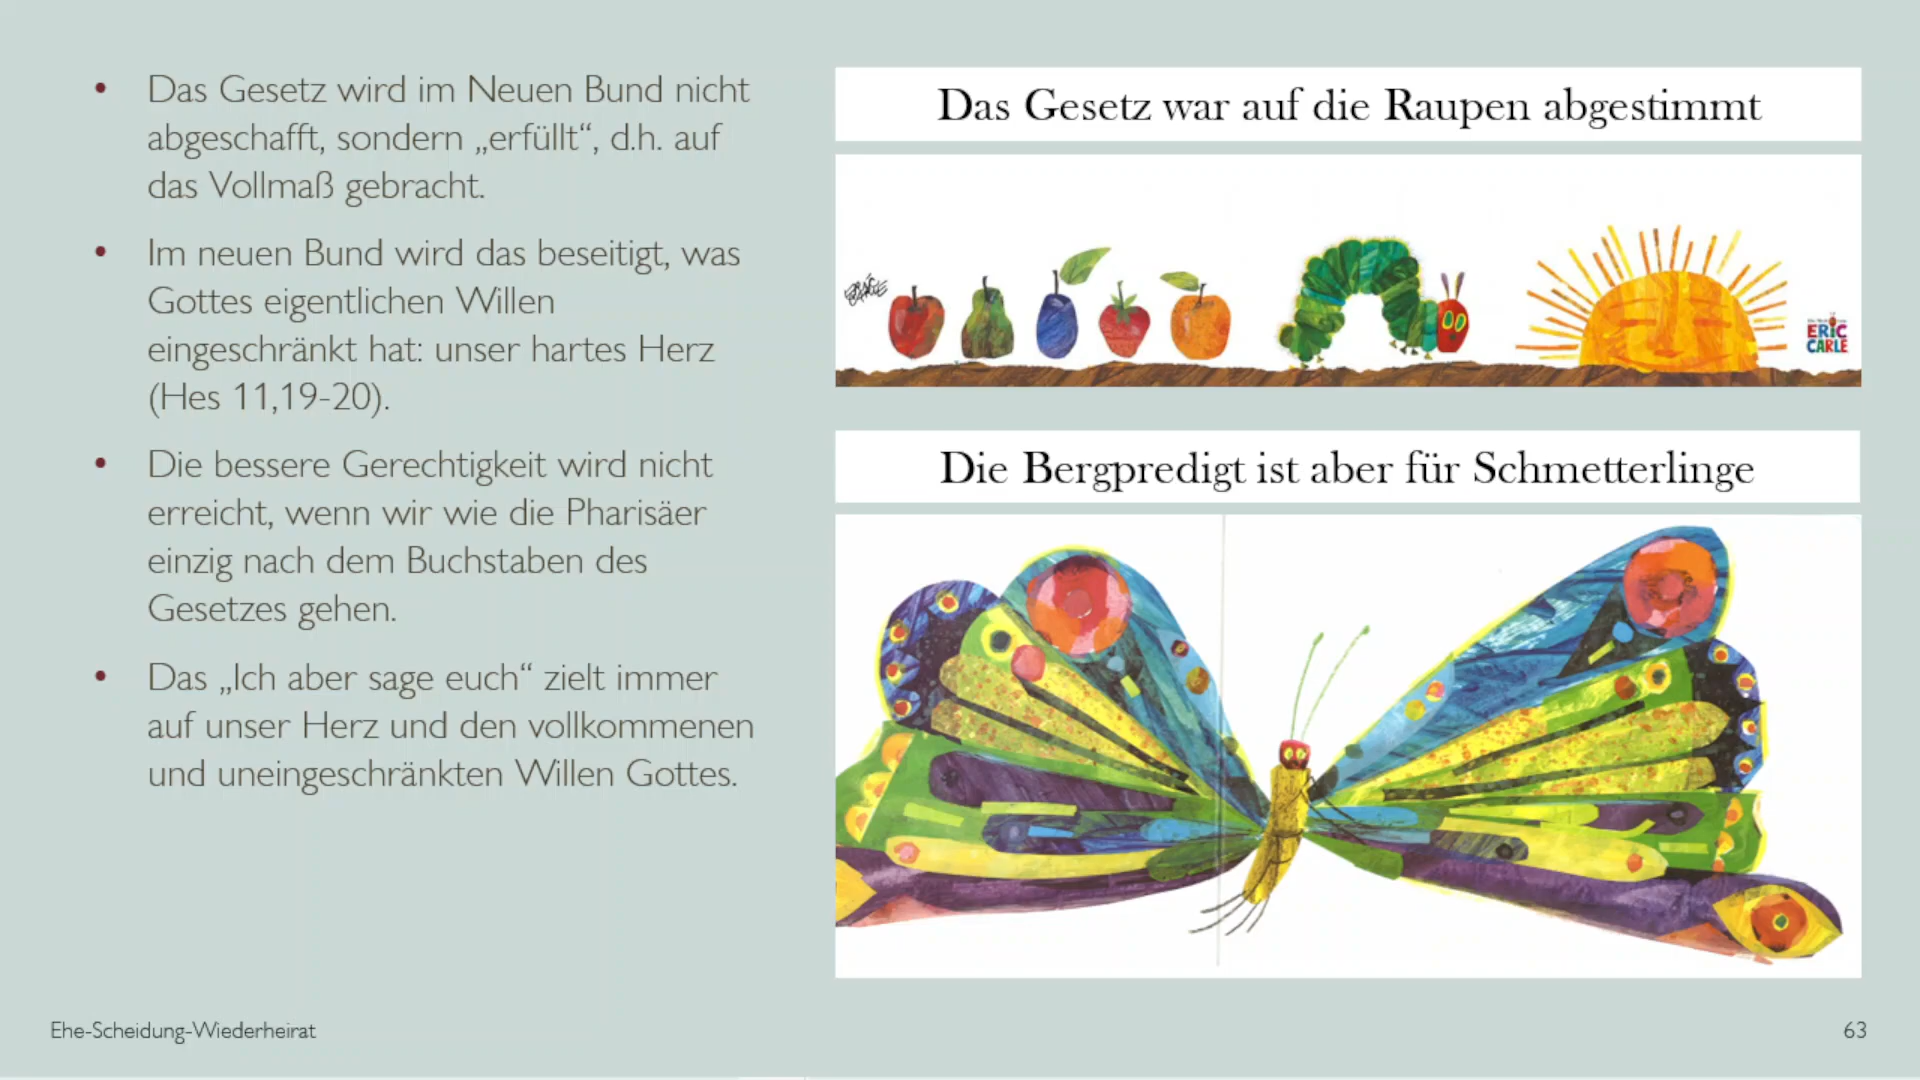 • Das Gesetz wird im Neuen Bund nicht
abgeschafft, sondern „erfüllt“, d.h. auf
das Vollmaß gebracht.
• Im neuen Bund wird das beseitigt, was
Gottes eigentlichen Willen
eingeschränkt hat: unser hartes Herz
(Hes 11,19-20).
• Die bessere Gerechtigkeit wird nicht
erreicht, wenn wir wie die Pharisäer
einzig nach dem Buchstaben des
Gesetzes gehen.
• Das „Ich aber sage euch“ zielt immer
auf unser Herz und den vollkommenen
und uneingeschränkten Willen Gottes.
Das Gesetz war auf die Raupen abgestimmt
ERIC
CARLE
Die Bergpredigt ist aber für Schmetterlinge
Ehe-Scheidung-Wiederheirat
63